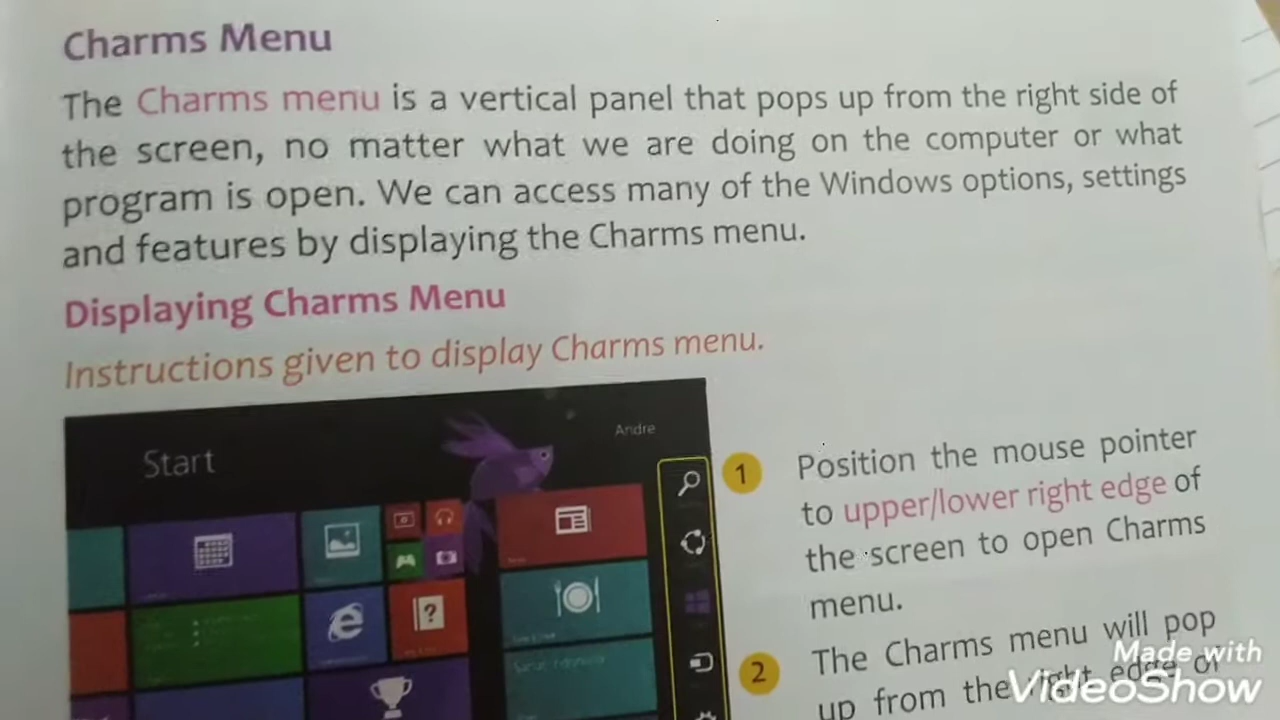 Charms Menu
The Charms menu is a vertical panel that pops up from the right side of
the screen, no matter what we are doing on the computer or what
program is open. We can access many of the Windows options, settings
and features by displaying the Charms menu.
Displaying Charms Menu
Instructions given to display Charms menu.
Start
Andre
1 Position the mouse pointer
to upper/lower right edge of
the screen to open Charms
menu.
2 The Charms menu will pop
up from the right edge of
Made with
VideoShow